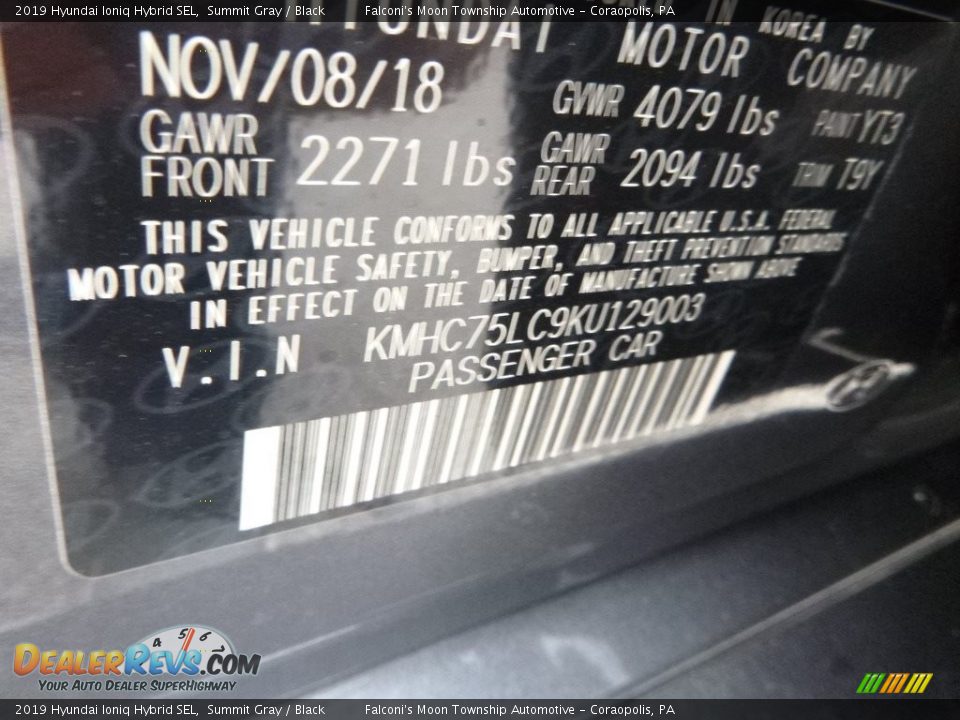 2019 Hyundai Ioniq Hybrid SEL, Summit Gray / Black Falconi's Moon Township Automotive - Coraopolis, PA
IN KOREA BY
HYUNDAI MOTOR COMPANY
NOV/08/18 GVWR 4079 lbs PAINT YT3
GAWR FRONT 2271 lbs GAWR REAR 2094 lbs TRIM T9Y
THIS VEHICLE CONFORMS TO ALL APPLICABLE U.S.A. FEDERAL
MOTOR VEHICLE SAFETY, BUMPER, AND THEFT PREVENTION STANDARDS
IN EFFECT ON THE DATE OF MANUFACTURE SHOWN ABOVE
V.I.N KMHC75LC9KU129003
PASSENGER CAR
4 5 6
DEALERREVS.COM
YOUR AUTO DEALER SUPERHIGHWAY
2019 Hyundai Ioniq Hybrid SEL, Summit Gray / Black Falconi's Moon Township Automotive - Coraopolis, PA